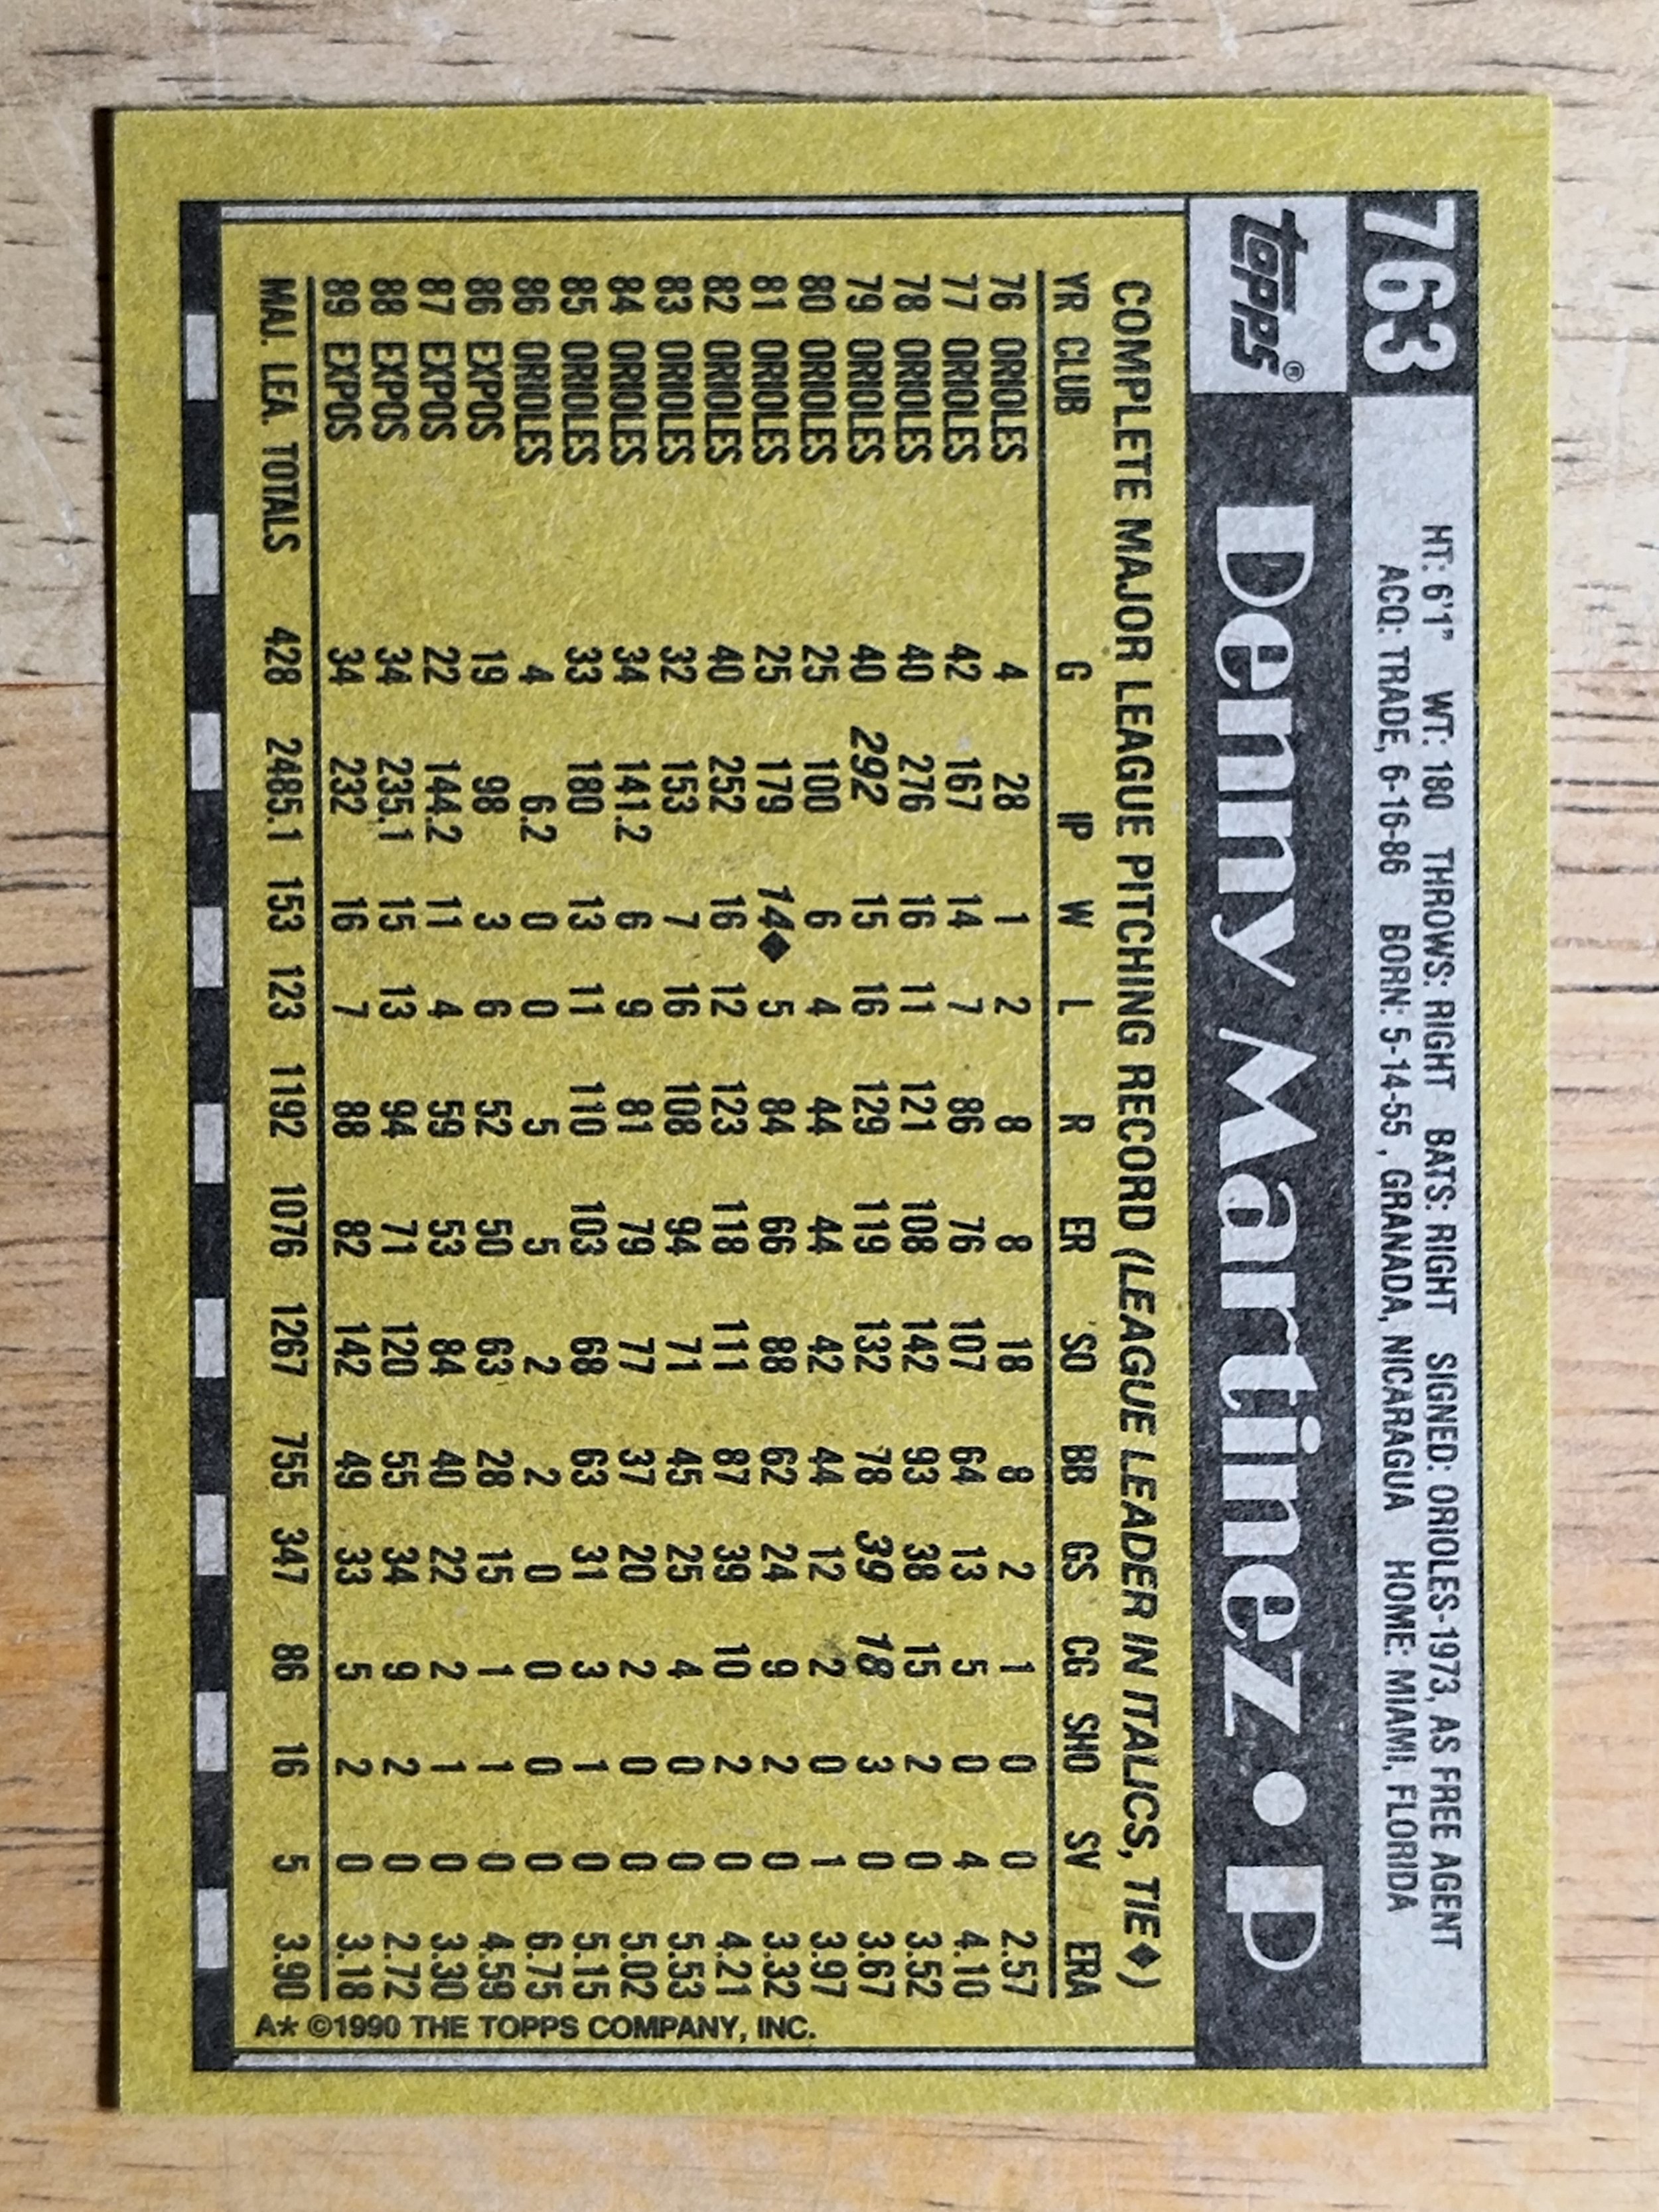 763
HT: 6'1" WT: 180 THROWS: RIGHT BATS: RIGHT SIGNED: ORIOLES-1973, AS FREE AGENT
ACQ: TRADE, 6-16-86 BORN: 5-14-55, GRANADA, NICARAGUA HOME: MIAMI, FLORIDA
topps® Denny Martinez • P
COMPLETE MAJOR LEAGUE PITCHING RECORD (LEAGUE LEADER IN ITALICS, TIE♦)
YR CLUB G IP W L R ER SO BB GS CG SHO SV ERA
76 ORIOLES 4 28 1 2 8 8 18 8 2 1 0 0 2.57
77 ORIOLES 42 167 14 7 86 76 107 64 13 5 0 4 4.10
78 ORIOLES 40 276 16 11 121 108 142 93 38 15 2 0 3.52
79 ORIOLES 40 292 15 16 129 119 132 78 39 18 3 0 3.67
80 ORIOLES 25 100 6 4 44 44 42 44 12 2 0 1 3.97
81 ORIOLES 25 179 14♦ 5 84 66 88 62 24 9 2 0 3.32
82 ORIOLES 40 252 16 12 123 118 111 87 39 10 2 0 4.21
83 ORIOLES 32 153 7 16 108 94 71 45 25 4 0 0 5.53
84 ORIOLES 34 141.2 6 9 81 79 77 37 20 2 0 0 5.02
85 ORIOLES 33 180 13 11 110 103 68 63 31 3 1 0 5.15
86 ORIOLES 4 6.2 0 0 5 5 2 2 0 0 0 0 6.75
86 EXPOS 19 98 3 6 52 50 63 28 15 1 1 0 4.59
87 EXPOS 22 144.2 11 4 59 53 84 40 22 2 1 0 3.30
88 EXPOS 34 235.1 15 13 94 71 120 55 34 9 2 0 2.72
89 EXPOS 34 232 16 7 88 82 142 49 33 5 2 0 3.18
MAJ. LEA. TOTALS 428 2485.1 153 123 1192 1076 1267 755 347 86 16 5 3.90
A* ©1990 THE TOPPS COMPANY, INC.